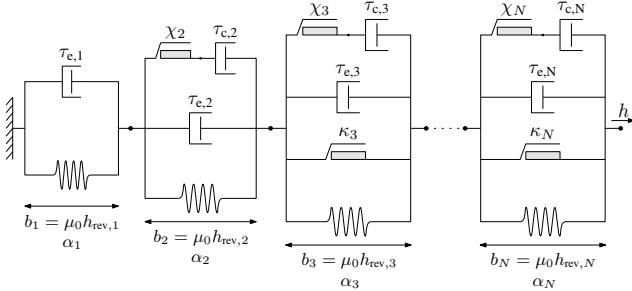 χ₃ τc,3 χN τc,N
χ₂ τc,2
τe,1 τe,3 τe,N
τe,2 h
κ₃ κN
b₁ = μ₀hrev,1 b₂ = μ₀hrev,2
α₁ α₂
b₃ = μ₀hrev,3 bN = μ₀hrev,N
α₃ αN